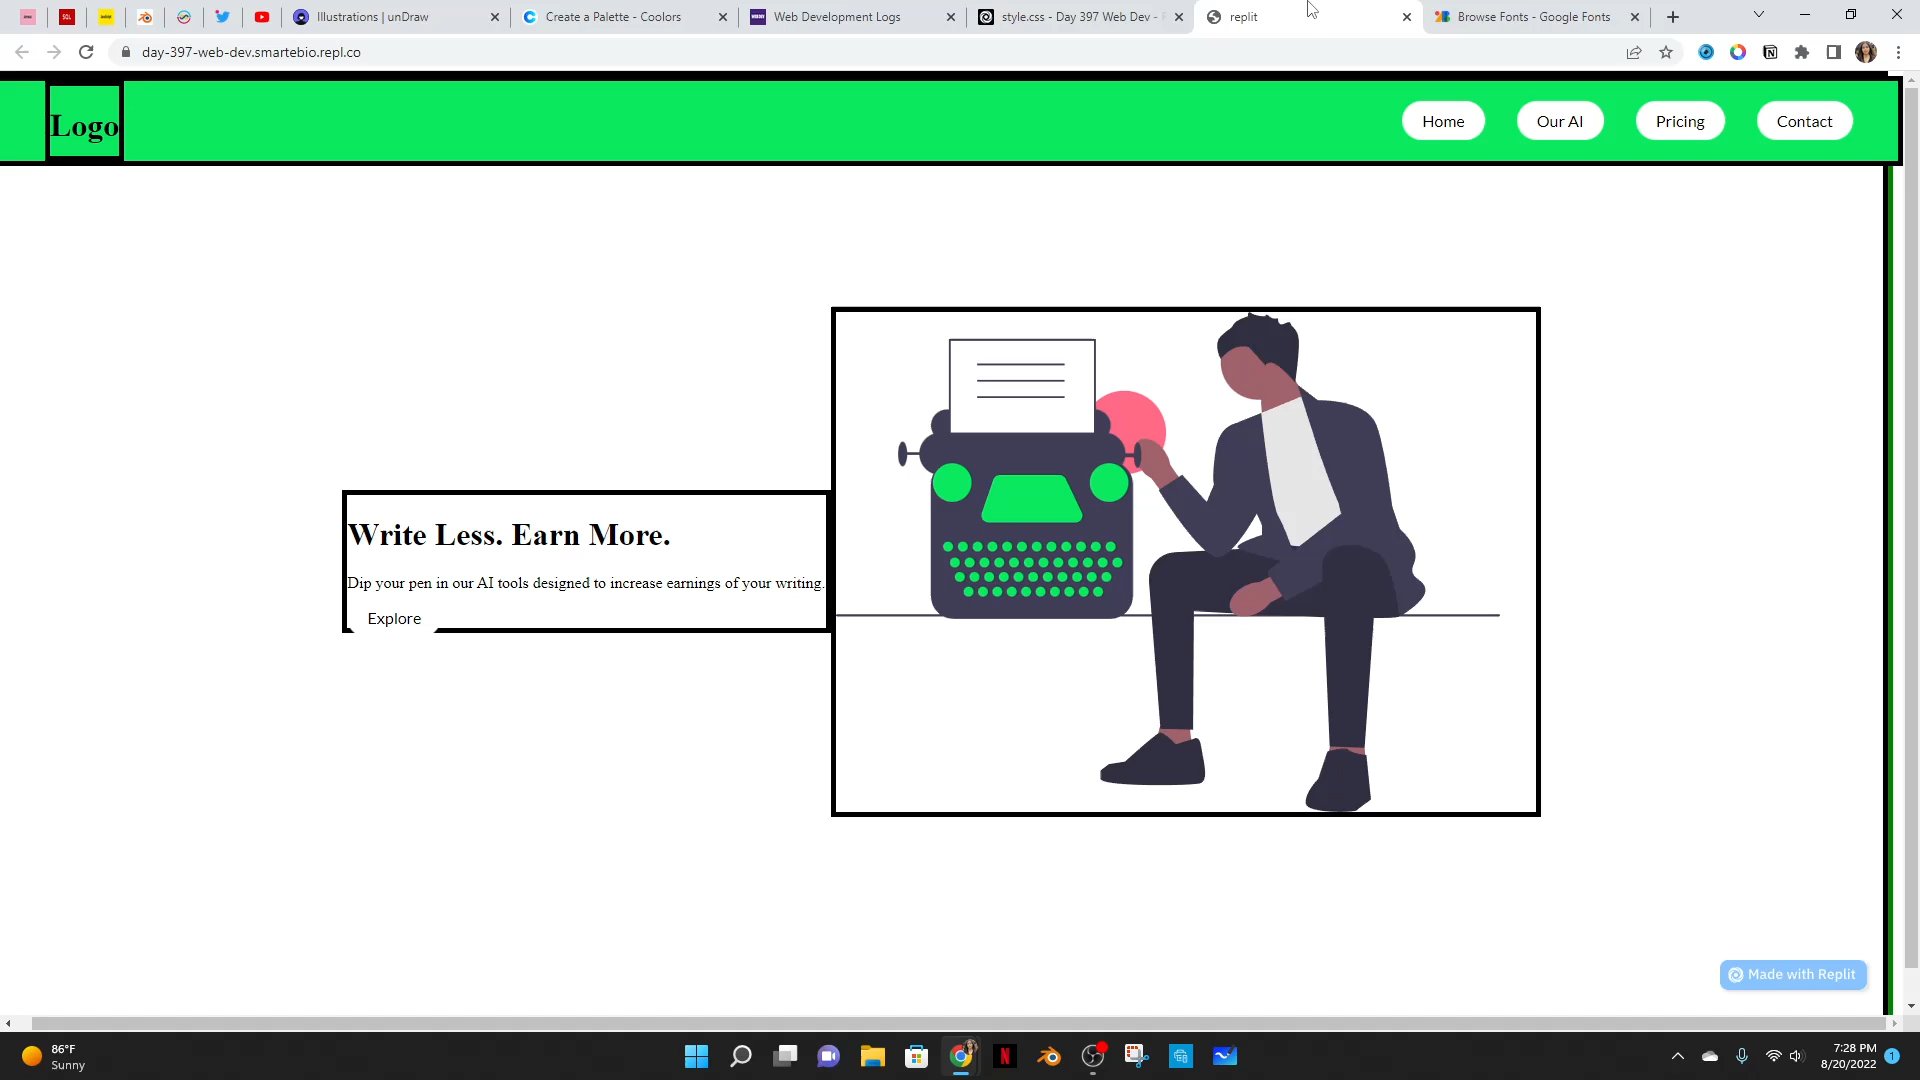 Illustrations | unDraw
Create a Palette - Coolors
Web Development Logs
style.css - Day 397 Web Dev -
replit
Browse Fonts - Google Fonts
day-397-web-dev.smartebio.repl.co
Logo
Home
Our AI
Pricing
Contact
Write Less. Earn More.
Dip your pen in our AI tools designed to increase earnings of your writing.
Explore
Made with Replit
86°F
Sunny
7:28 PM
8/20/2022
1